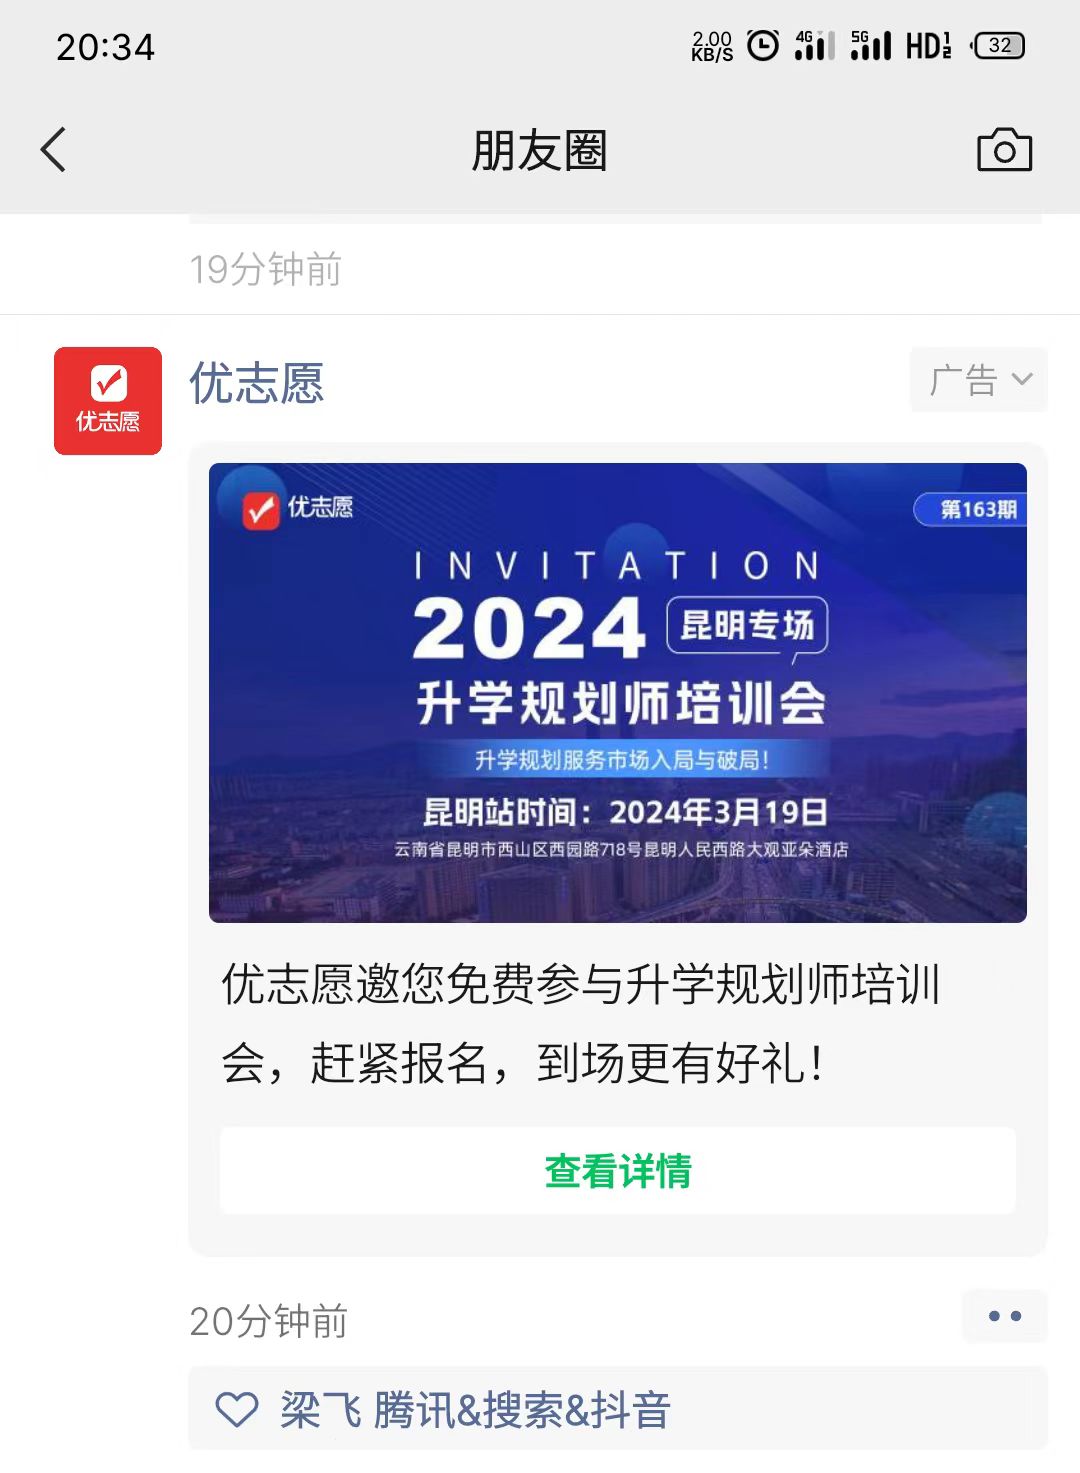 20:34
2.00
KB/S
4G
5G
HD 1 2
32
朋友圈
19分钟前
优志愿
优志愿
广告
优志愿
第163期
INVITATION
2024 昆明专场
升学规划师培训会
升学规划服务市场入局与破局！
昆明站时间：2024年3月19日
云南省昆明市西山区西园路718号昆明人民西路大观亚朵酒店
优志愿邀您免费参与升学规划师培训
会，赶紧报名，到场更有好礼！
查看详情
20分钟前
梁飞 腾讯&搜索&抖音